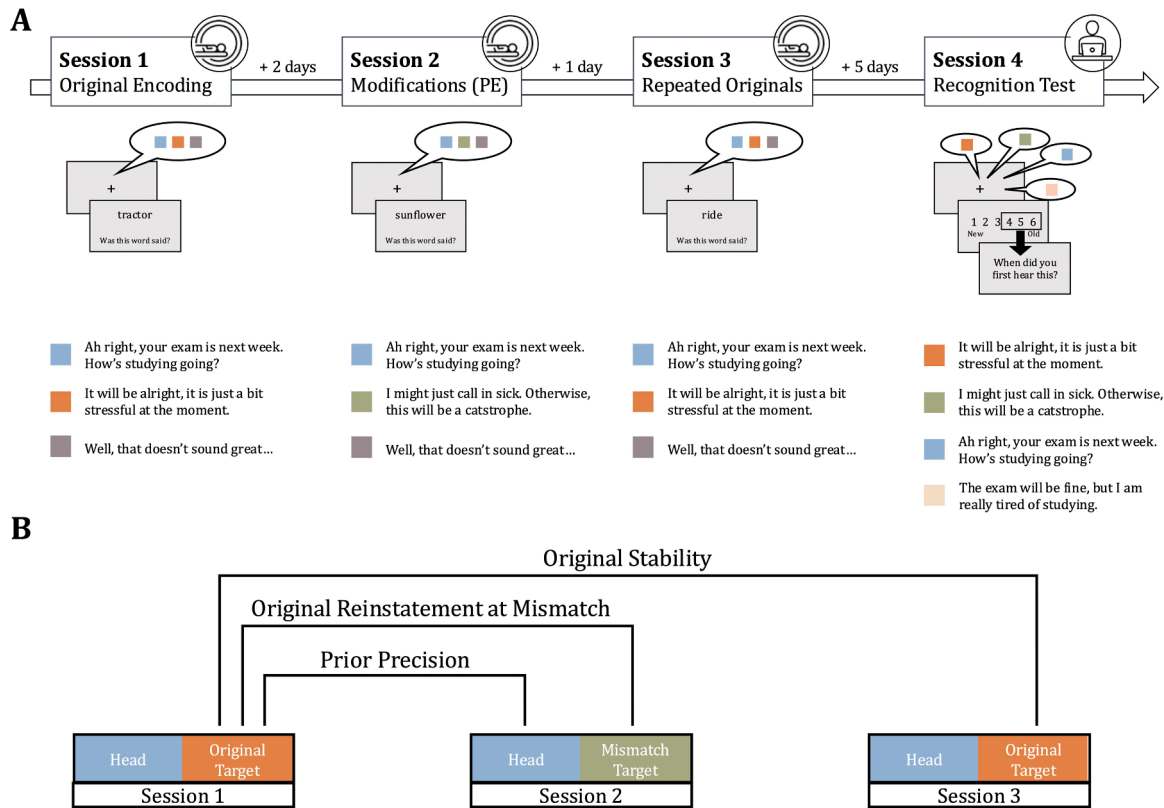 A
Session 1
Original Encoding
+ 2 days
Session 2
Modifications (PE)
+ 1 day
Session 3
Repeated Originals
+ 5 days
Session 4
Recognition Test
+
tractor
Was this word said?
+
sunflower
Was this word said?
+
ride
Was this word said?
+
1 2 3 4 5 6
New Old
When did you
first hear this?
Ah right, your exam is next week.
How's studying going?
It will be alright, it is just a bit
stressful at the moment.
Well, that doesn't sound great…
Ah right, your exam is next week.
How's studying going?
I might just call in sick. Otherwise,
this will be a catstrophe.
Well, that doesn't sound great…
Ah right, your exam is next week.
How's studying going?
It will be alright, it is just a bit
stressful at the moment.
Well, that doesn't sound great…
It will be alright, it is just a bit
stressful at the moment.
I might just call in sick. Otherwise,
this will be a catstrophe.
Ah right, your exam is next week.
How's studying going?
The exam will be fine, but I am
really tired of studying.
B
Original Stability
Original Reinstatement at Mismatch
Prior Precision
Head
Original
Target
Session 1
Head
Mismatch
Target
Session 2
Head
Original
Target
Session 3